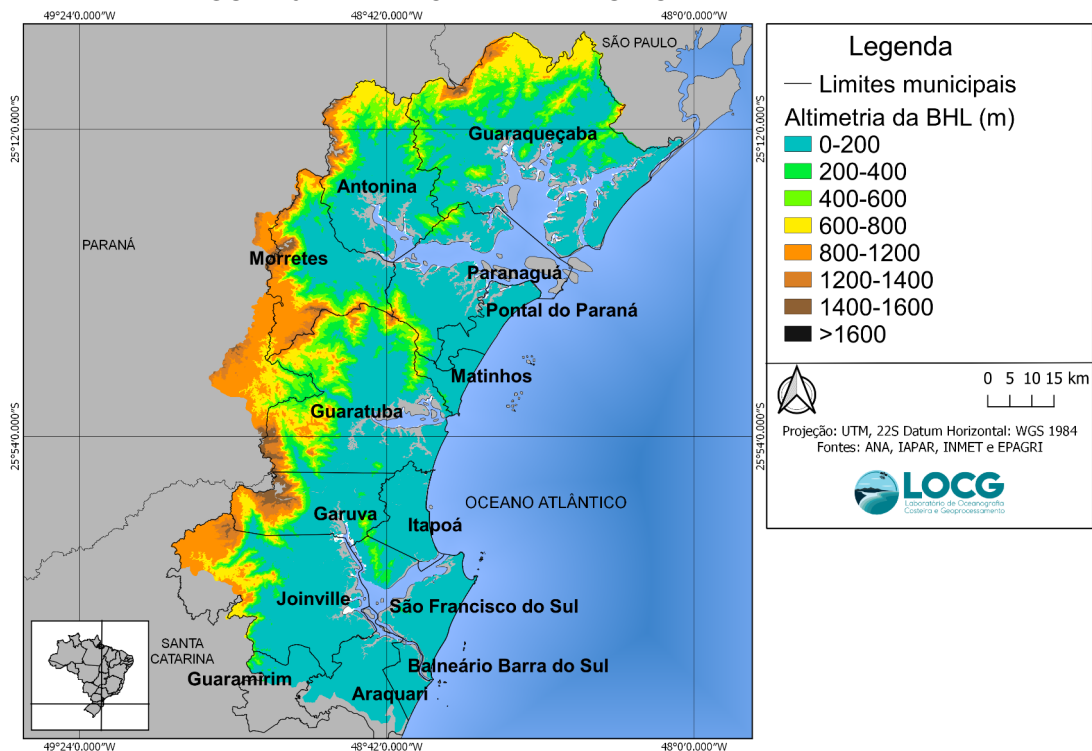 49°24′0.000″W
48°42′0.000″W
48°0′0.000″W
SÃO PAULO
25°12′0.000″S
25°12′0.000″S
Guaraqueçaba
Antonina
PARANÁ
Morretes
Paranaguá
Pontal do Paraná
Matinhos
Guaratuba
25°54′0.000″S
25°54′0.000″S
OCEANO ATLÂNTICO
Garuva
Itapoá
Joinville
São Francisco do Sul
SANTA
CATARINA
Balneário Barra do Sul
Guaramirim
Araquari
49°24′0.000″W
48°42′0.000″W
48°0′0.000″W
Legenda
Limites municipais
Altimetria da BHL (m)
0-200
200-400
400-600
600-800
800-1200
1200-1400
1400-1600
>1600
0 5 10 15 km
Projeção: UTM, 22S Datum Horizontal: WGS 1984
Fontes: ANA, IAPAR, INMET e EPAGRI
LOCG
Laboratório de Oceanografia
Costeira e Geoprocessamento